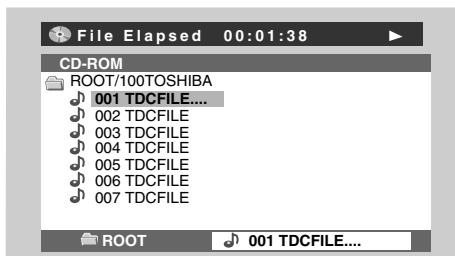 File Elapsed 00:01:38
CD-ROM
ROOT/100TOSHIBA
001 TDCFILE....
002 TDCFILE
003 TDCFILE
004 TDCFILE
005 TDCFILE
006 TDCFILE
007 TDCFILE
ROOT 001 TDCFILE....